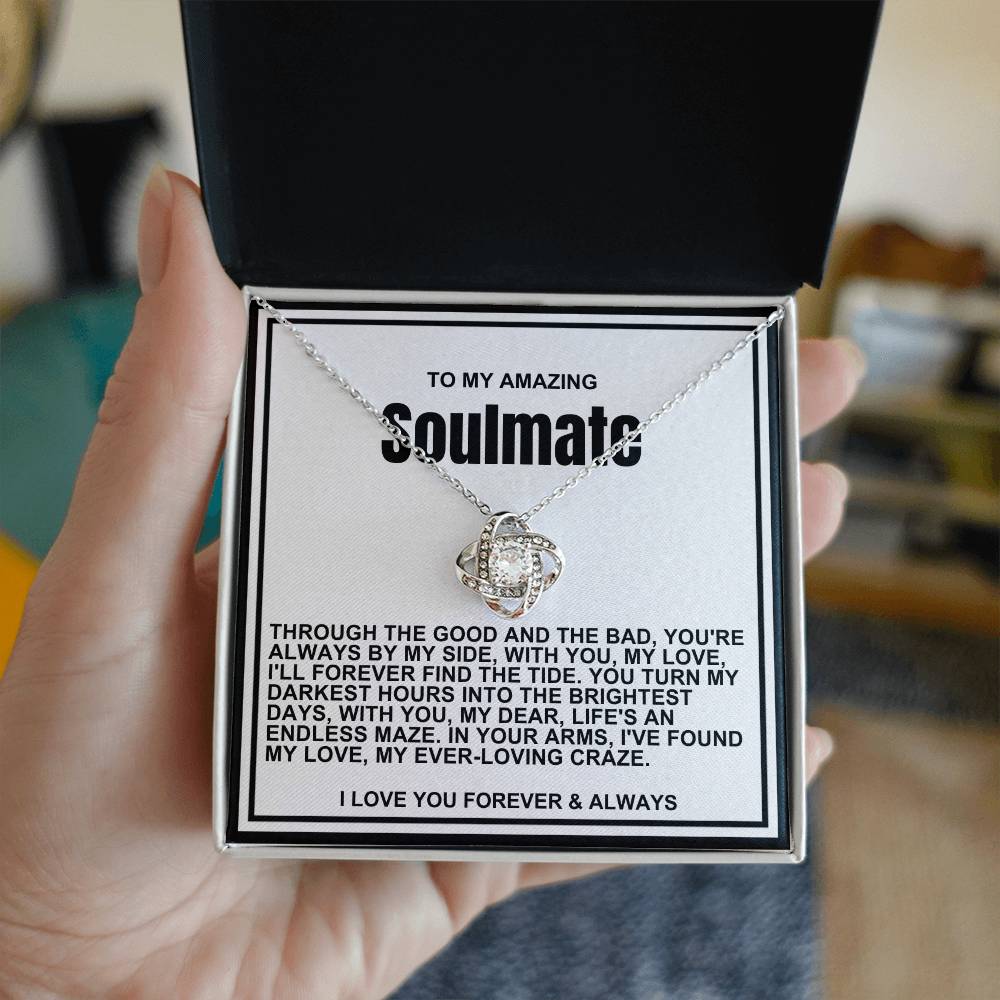 TO MY AMAZING
Soulmate
THROUGH THE GOOD AND THE BAD, YOU'RE
ALWAYS BY MY SIDE, WITH YOU, MY LOVE,
I'LL FOREVER FIND THE TIDE. YOU TURN MY
DARKEST HOURS INTO THE BRIGHTEST
DAYS, WITH YOU, MY DEAR, LIFE'S AN
ENDLESS MAZE. IN YOUR ARMS, I'VE FOUND
MY LOVE, MY EVER-LOVING CRAZE.
I LOVE YOU FOREVER & ALWAYS